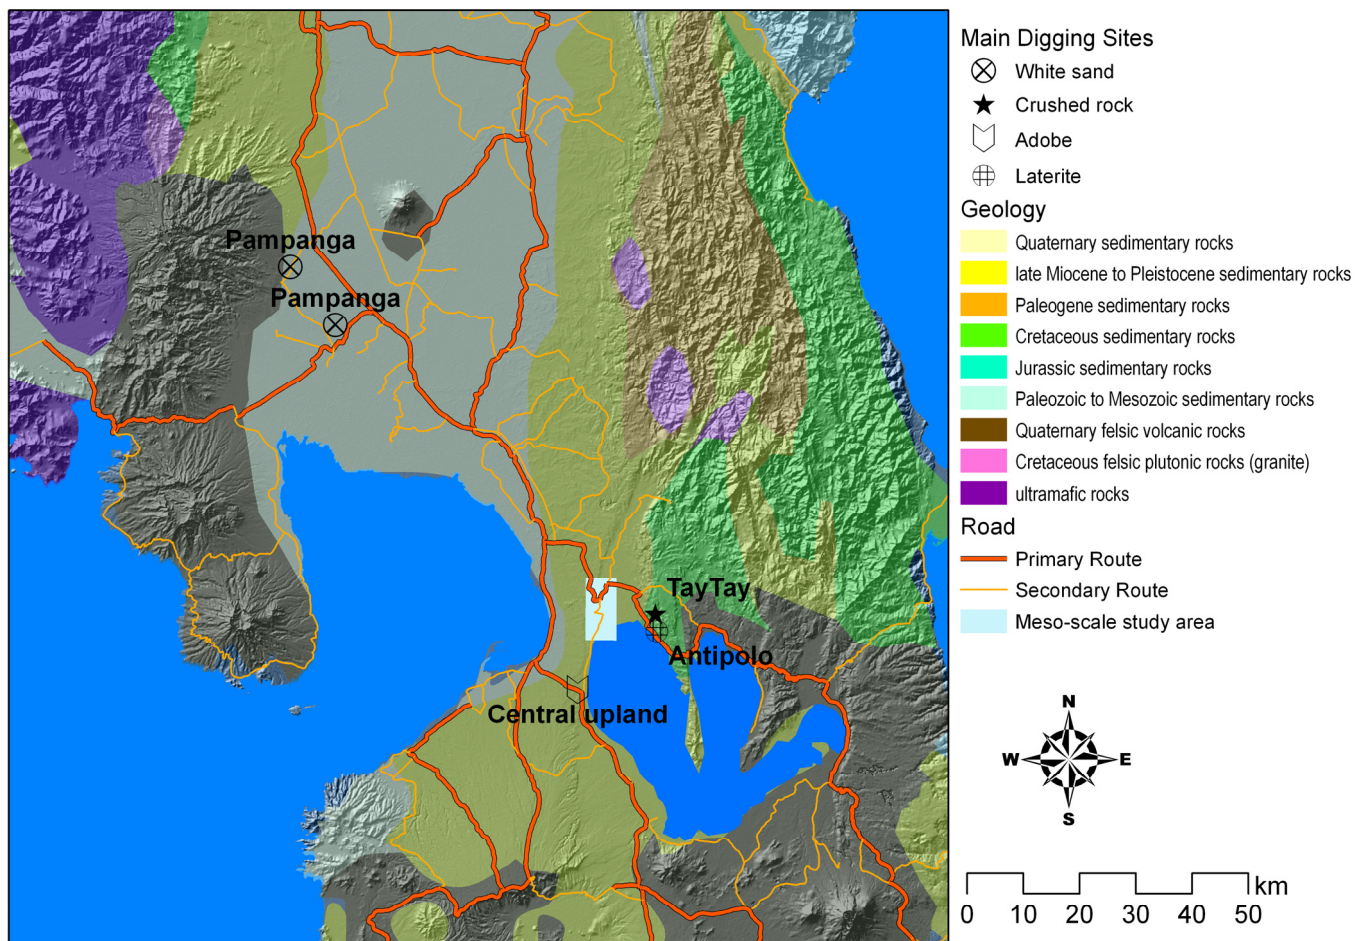 Pampanga
Pampanga
TayTay
Antipolo
Central upland
Main Digging Sites
White sand
Crushed rock
Adobe
Laterite
Geology
Quaternary sedimentary rocks
late Miocene to Pleistocene sedimentary rocks
Paleogene sedimentary rocks
Cretaceous sedimentary rocks
Jurassic sedimentary rocks
Paleozoic to Mesozoic sedimentary rocks
Quaternary felsic volcanic rocks
Cretaceous felsic plutonic rocks (granite)
ultramafic rocks
Road
Primary Route
Secondary Route
Meso-scale study area
N
W E
S
km
0 10 20 30 40 50